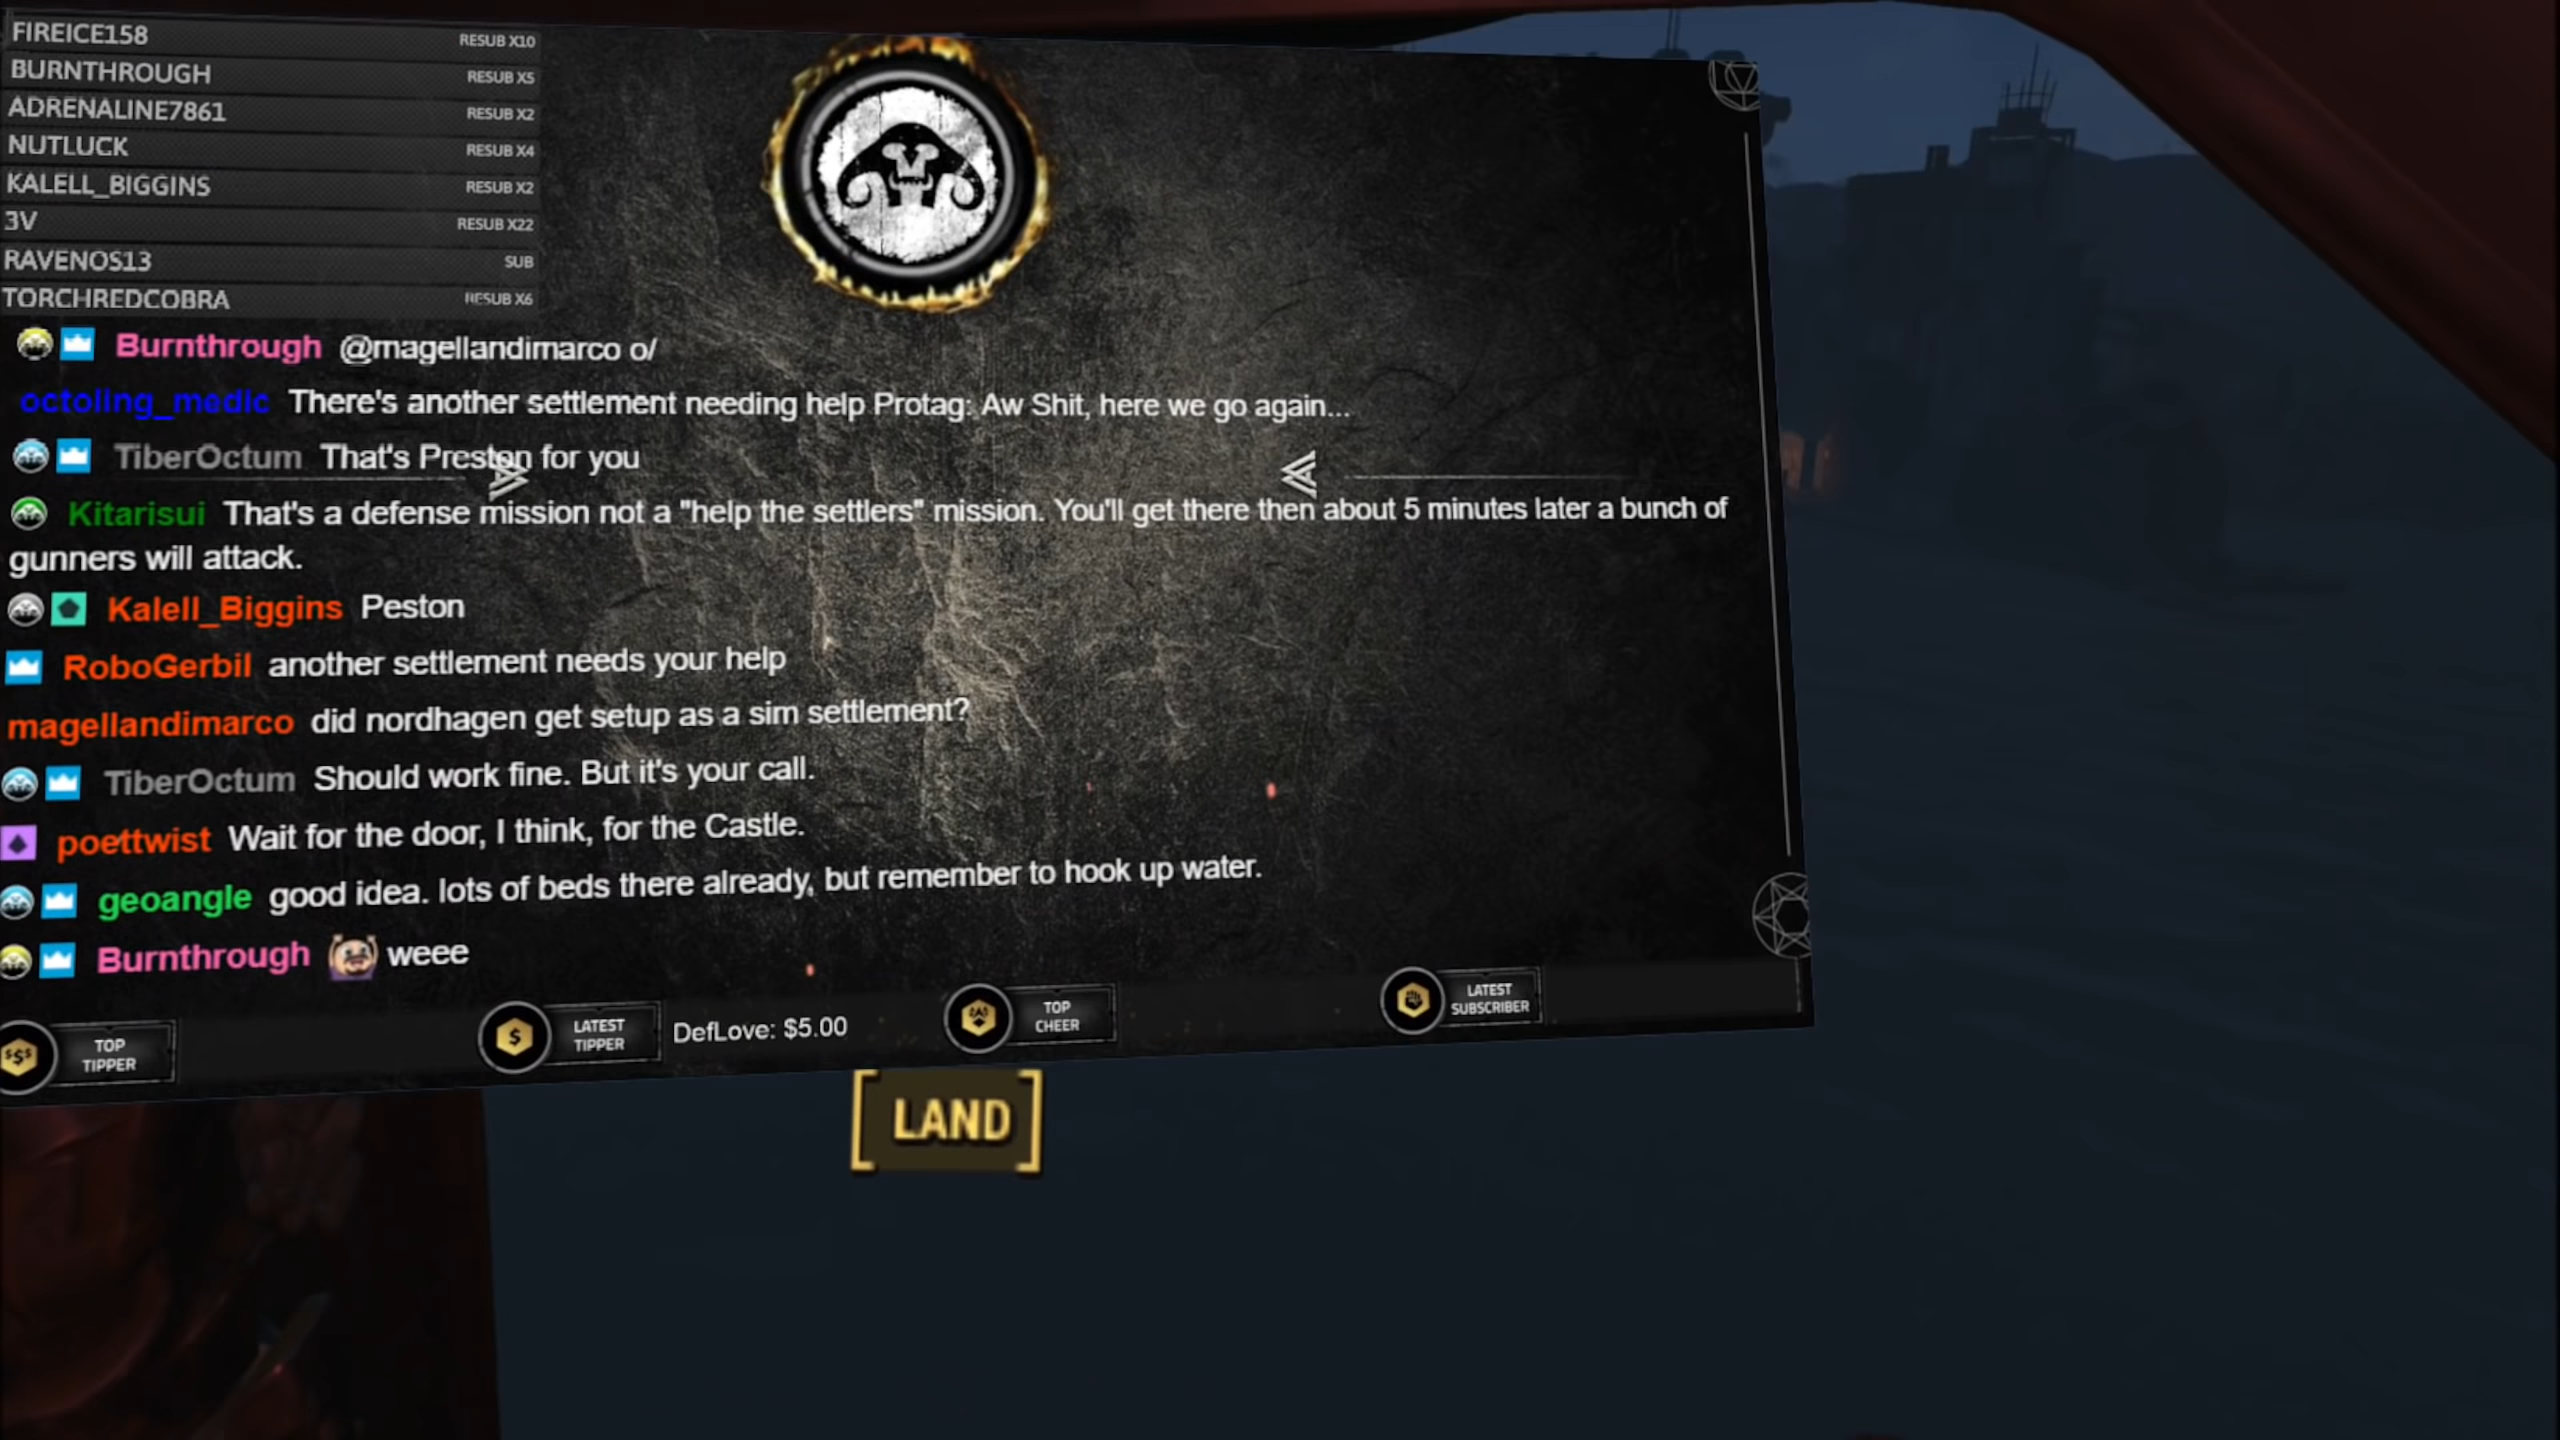 FIREICE158 RESUB X10
BURNTHROUGH RESUB X5
ADRENALINE7861 RESUB X2
NUTLUCK RESUB X4
KALELL_BIGGINS RESUB X2
3V RESUB X22
RAVENOS13 SUB
TORCHREDCOBRA RESUB X6
Burnthrough @magellandimarco o/
octoling_medic There's another settlement needing help Protag: Aw Shit, here we go again...
TiberOctum That's Preston for you
Kitarisui That's a defense mission not a "help the settlers" mission. You'll get there then about 5 minutes later a bunch of
gunners will attack.
Kalell_Biggins Peston
RoboGerbil another settlement needs your help
magellandimarco did nordhagen get setup as a sim settlement?
TiberOctum Should work fine. But it's your call.
poettwist Wait for the door, I think, for the Castle.
geoangle good idea. lots of beds there already, but remember to hook up water.
Burnthrough weee
TOP
TIPPER
LATEST
TIPPER
DefLove: $5.00
TOP
CHEER
LATEST
SUBSCRIBER
LAND